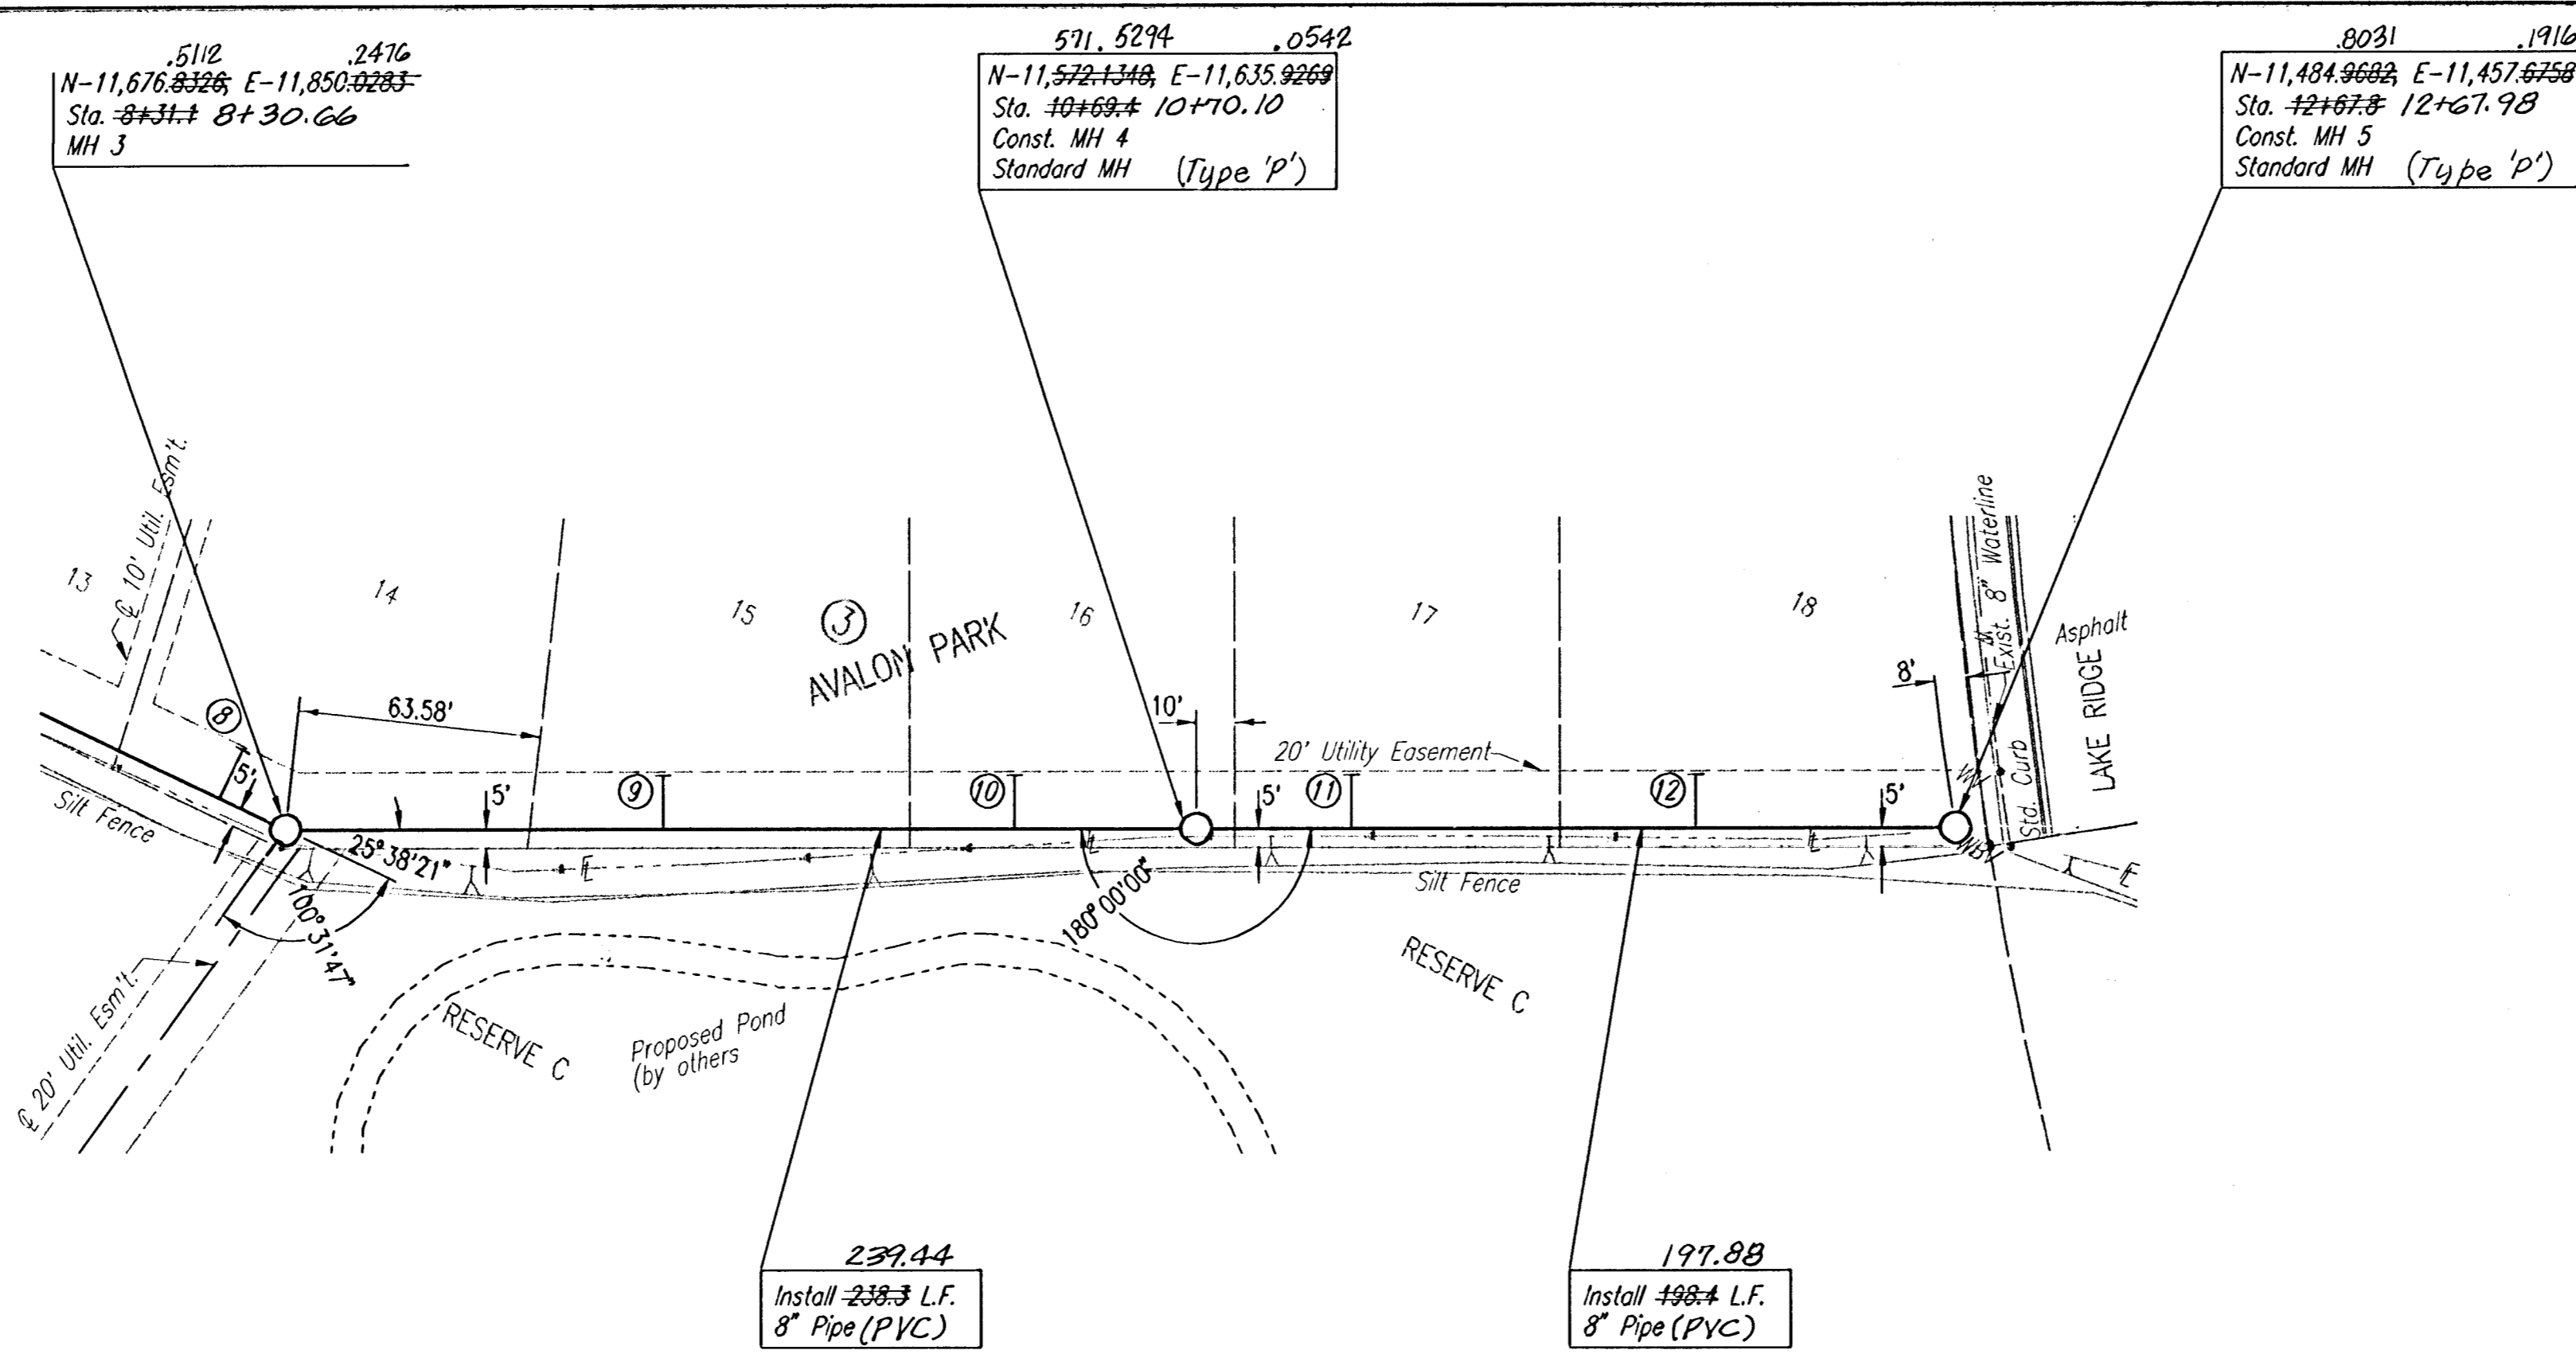 .5112 .2476
N-11,676.8326, E-11,850.0283
Sta. 8+31.1 8+30.66
MH 3
571.5294 .0542
N-11,572.1348, E-11,635.9269
Sta. 10+69.4 10+70.10
Const. MH 4
Standard MH (Type 'P')
.8031 .1916
N-11,484.9682, E-11,457.6758
Sta. 12+67.8 12+67.98
Const. MH 5
Standard MH (Type 'P')
13
℄ 10' Util. Esm't.
14
15
3
AVALON PARK
16
17
18
Exist. 8" Waterline
Asphalt
LAKE RIDGE
Std. Curb
8
5'
63.58'
10'
8'
20' Utility Easement
WV
9
10
11
12
5'
5'
5'
Silt Fence
25°38'21"
100°31'47"
180°00'00"
Silt Fence
WBV
℄ 20' Util. Esm't.
RESERVE C
Proposed Pond
(by others
RESERVE C
239.44
Install 238.3 L.F.
8" Pipe (PVC)
197.88
Install 198.4 L.F.
8" Pipe (PVC)